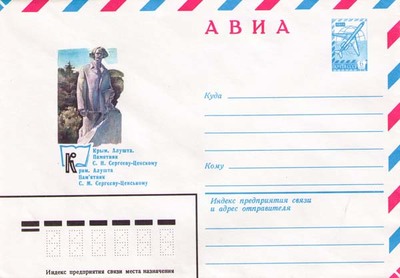 АВИА
Куда
Крым. Алушта.
Памятник
С. Н. Сергееву-Ценскому
Крим. Алушта
Пам'ятник
С. М. Сергєєву-Ценському
Кому
Индекс предприятия связи
и адрес отправителя
Индекс предприятия связи места назначения